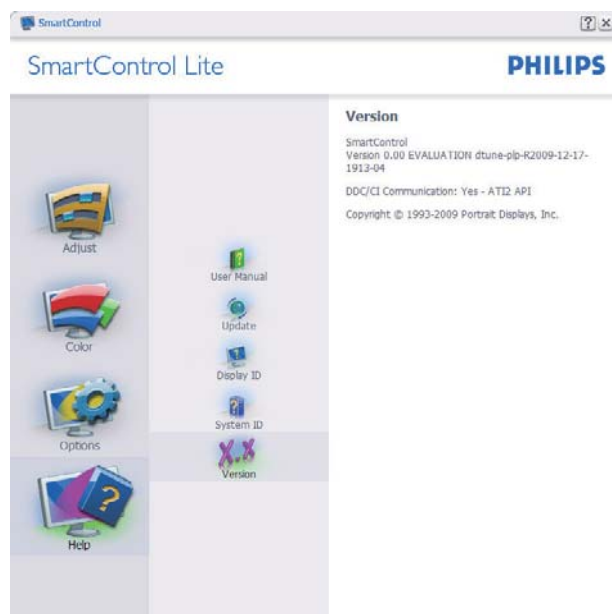 SmartControl
? ×
SmartControl Lite
PHILIPS
Adjust
Color
Options
? 
Help
User Manual
Update
Display ID
System ID
X.X
Version
Version
SmartControl
Version 0.00 EVALUATION dtune-plp-R2009-12-17-
1913-04
DDC/CI Communication: Yes - ATI2 API
Copyright © 1993-2009 Portrait Displays, Inc.